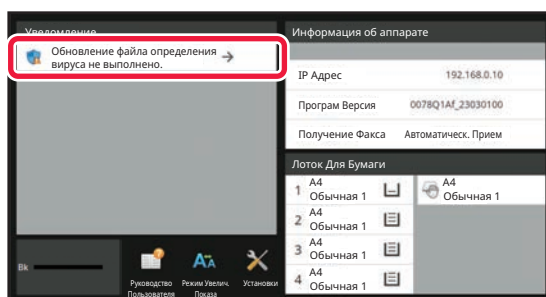 Уведомление
Обновление файла определения
вируса не выполнено.
Информация об аппарате
IP Адрес 192.168.0.10
Програм Версия 0078Q1Af_23030100
Получение Факса Автоматическ. Прием
Лоток Для Бумаги
1 A4
Обычная 1
A4
Обычная 1
2 A4
Обычная 1
3 A4
Обычная 1
4 A4
Обычная 1
Bk
Руководство
Пользователя
Режим Увелич.
Показа
Установки